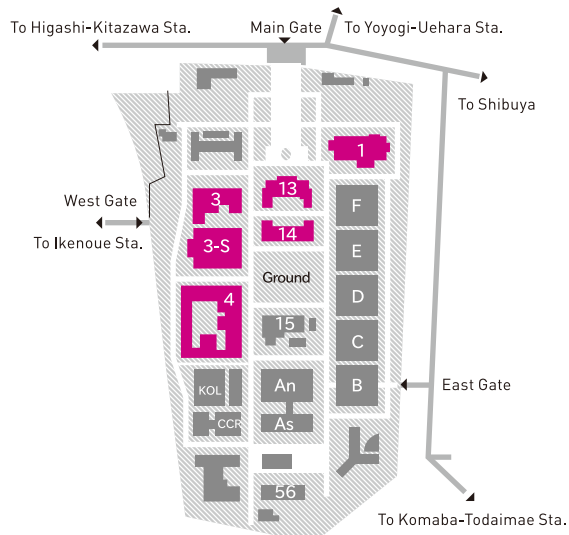 Main Gate
To Higashi-Kitazawa Sta.
To Yoyogi-Uehara Sta.
To Shibuya
1
13
F
West Gate
3
14
To Ikenoue Sta.
3-S
E
Ground
D
4
15
C
KOL
An
B
East Gate
CCR
As
56
To Komaba-Todaimae Sta.